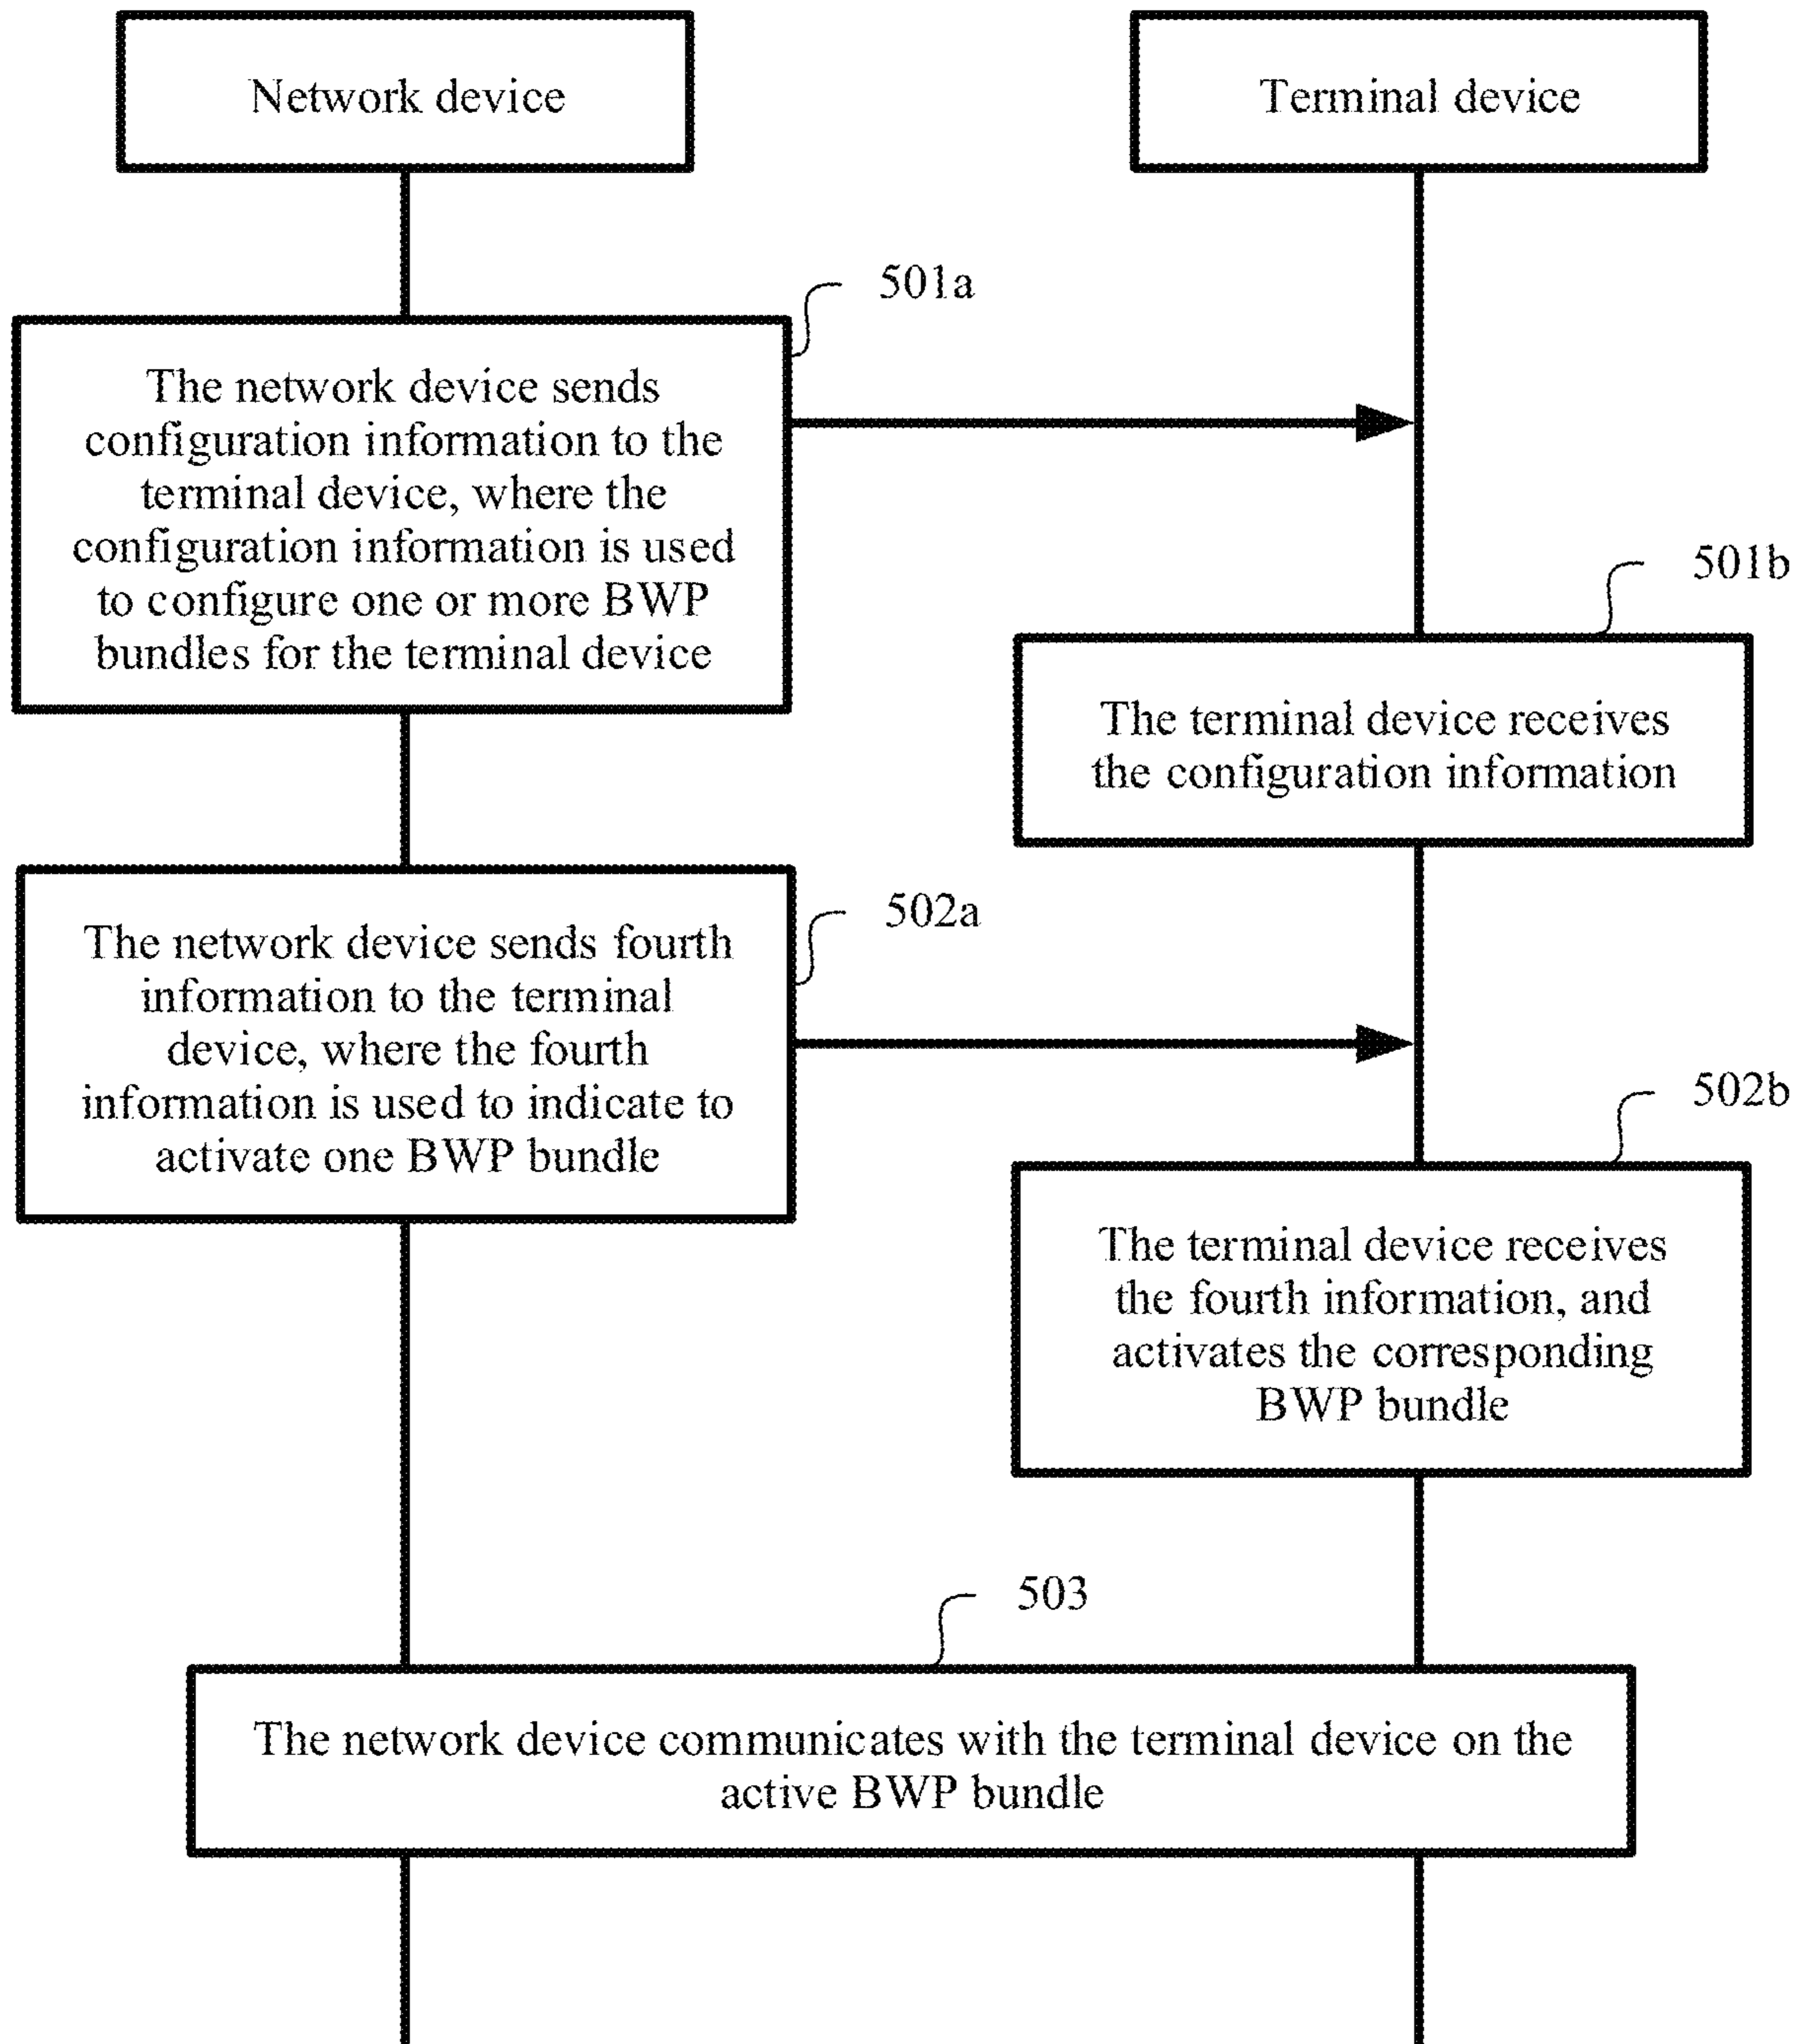 Network device
Terminal device
501a
The network device sends
configuration information to the
terminal device, where the
configuration information is used
to configure one or more BWP
bundles for the terminal device
501b
The terminal device receives
the configuration information
502a
The network device sends fourth
information to the terminal
device, where the fourth
information is used to indicate to
activate one BWP bundle
502b
The terminal device receives
the fourth information, and
activates the corresponding
BWP bundle
503
The network device communicates with the terminal device on the
active BWP bundle